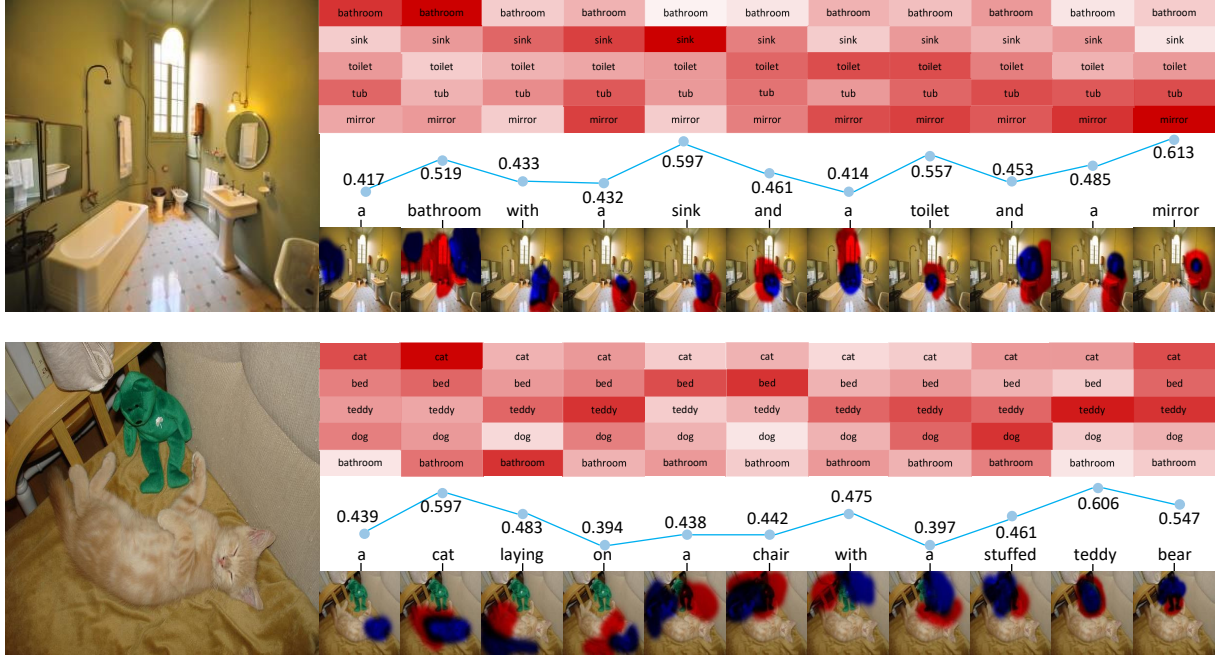 bathroom bathroom bathroom bathroom bathroom bathroom bathroom bathroom bathroom bathroom bathroom
sink sink sink sink sink sink sink sink sink sink sink
toilet toilet toilet toilet toilet toilet toilet toilet toilet toilet toilet
tub tub tub tub tub tub tub tub tub tub tub
mirror mirror mirror mirror mirror mirror mirror mirror mirror mirror mirror
0.417 0.519 0.433 0.432 0.597 0.461 0.414 0.557 0.453 0.485 0.613
a bathroom with a sink and a toilet and a mirror
cat cat cat cat cat cat cat cat cat cat cat
bed bed bed bed bed bed bed bed bed bed bed
teddy teddy teddy teddy teddy teddy teddy teddy teddy teddy teddy
dog dog dog dog dog dog dog dog dog dog dog
bathroom bathroom bathroom bathroom bathroom bathroom bathroom bathroom bathroom bathroom bathroom
0.439 0.597 0.483 0.394 0.438 0.442 0.475 0.397 0.461 0.606 0.547
a cat laying on a chair with a stuffed teddy bear